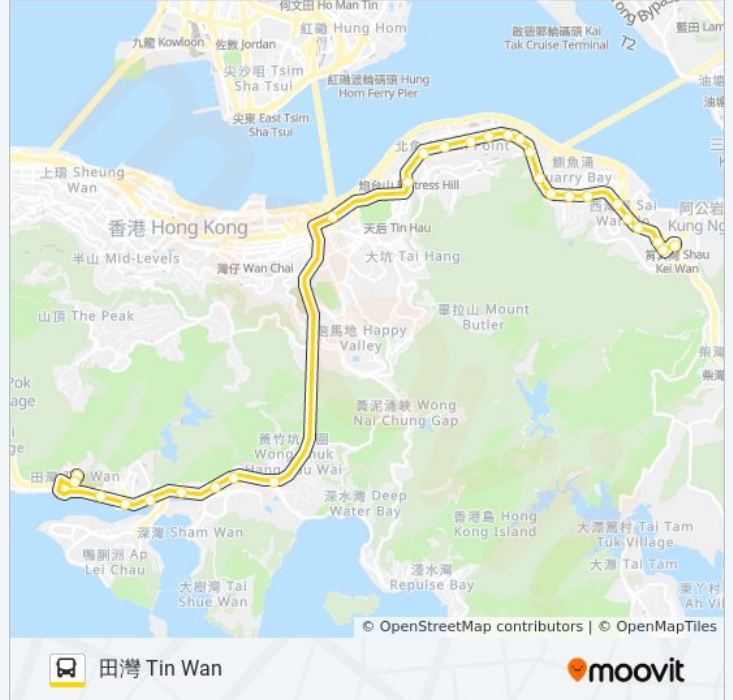 何文田 Ho Man Tin
紅磡 Hung Hom
九龍 Kowloon
佐敦 Jordan
啟德郵輪碼頭 Kai
Tak Cruise Terminal
T2
藍田 Lam
尖沙咀 Tsim
Sha Tsui
紅磡渡輪碼頭 Hung
Hom Ferry Pier
油塘
尖東 East Tsim
Sha Tsui
上環 Sheung
Wan
鰂魚涌
Quarry Bay
炮台山
Fortress Hill
香港 Hong Kong
天后 Tin Hau
阿公岩
半山 Mid-Levels
灣仔 Wan Chai
大坑 Tai Hang
Shau
Kei Wan
山頂 The Peak
畢拉山 Mount
Butler
跑馬地 Happy
Valley
柴灣
黃泥涌峽 Wong
Nai Chung Gap
田灣
Wan
深水灣 Deep
Water Bay
香港島 Hong
Kong Island
大潭篤村 Tai Tam
Tuk Village
深灣 Sham Wan
鴨脷洲 Ap
Lei Chau
大潭 Tai Tam
淺水灣
Repulse Bay
大樹灣 Tai
Shue Wan
© OpenStreetMap contributors | © OpenMapTiles
田灣 Tin Wan
moovit